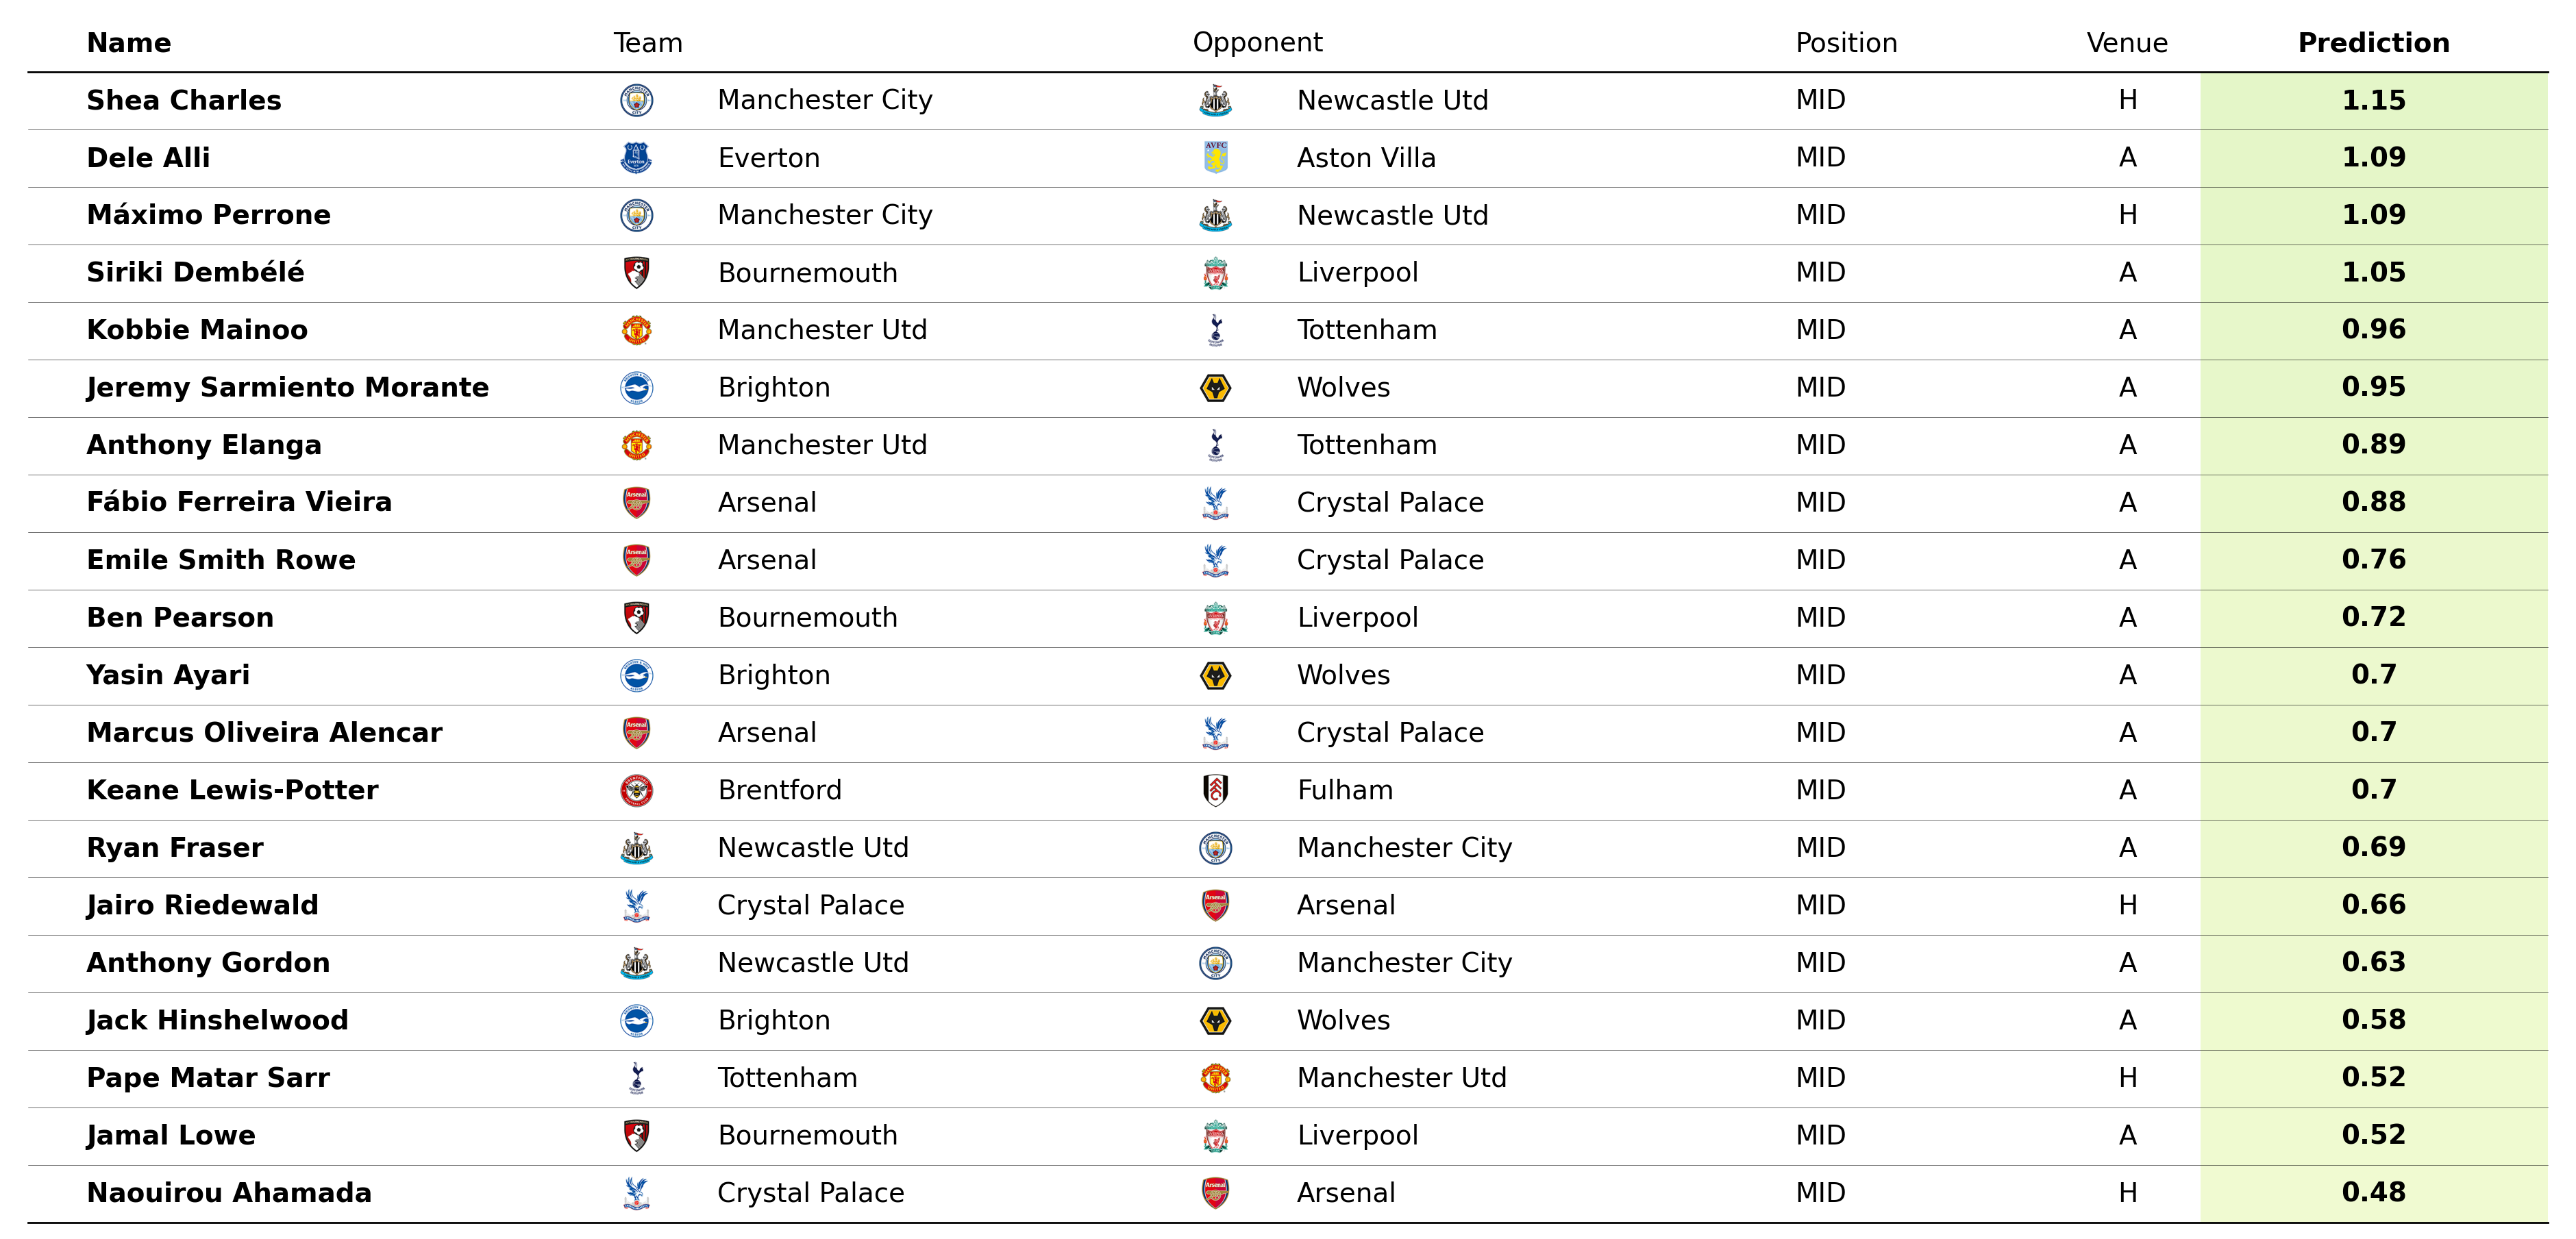 Name Team Opponent Position Venue Prediction
Shea Charles Manchester City Newcastle Utd MID H 1.15
Dele Alli Everton Aston Villa MID A 1.09
Máximo Perrone Manchester City Newcastle Utd MID H 1.09
Siriki Dembélé Bournemouth Liverpool MID A 1.05
Kobbie Mainoo Manchester Utd Tottenham MID A 0.96
Jeremy Sarmiento Morante Brighton Wolves MID A 0.95
Anthony Elanga Manchester Utd Tottenham MID A 0.89
Fábio Ferreira Vieira Arsenal Crystal Palace MID A 0.88
Emile Smith Rowe Arsenal Crystal Palace MID A 0.76
Ben Pearson Bournemouth Liverpool MID A 0.72
Yasin Ayari Brighton Wolves MID A 0.7
Marcus Oliveira Alencar Arsenal Crystal Palace MID A 0.7
Keane Lewis-Potter Brentford Fulham MID A 0.7
Ryan Fraser Newcastle Utd Manchester City MID A 0.69
Jairo Riedewald Crystal Palace Arsenal MID H 0.66
Anthony Gordon Newcastle Utd Manchester City MID A 0.63
Jack Hinshelwood Brighton Wolves MID A 0.58
Pape Matar Sarr Tottenham Manchester Utd MID H 0.52
Jamal Lowe Bournemouth Liverpool MID A 0.52
Naouirou Ahamada Crystal Palace Arsenal MID H 0.48